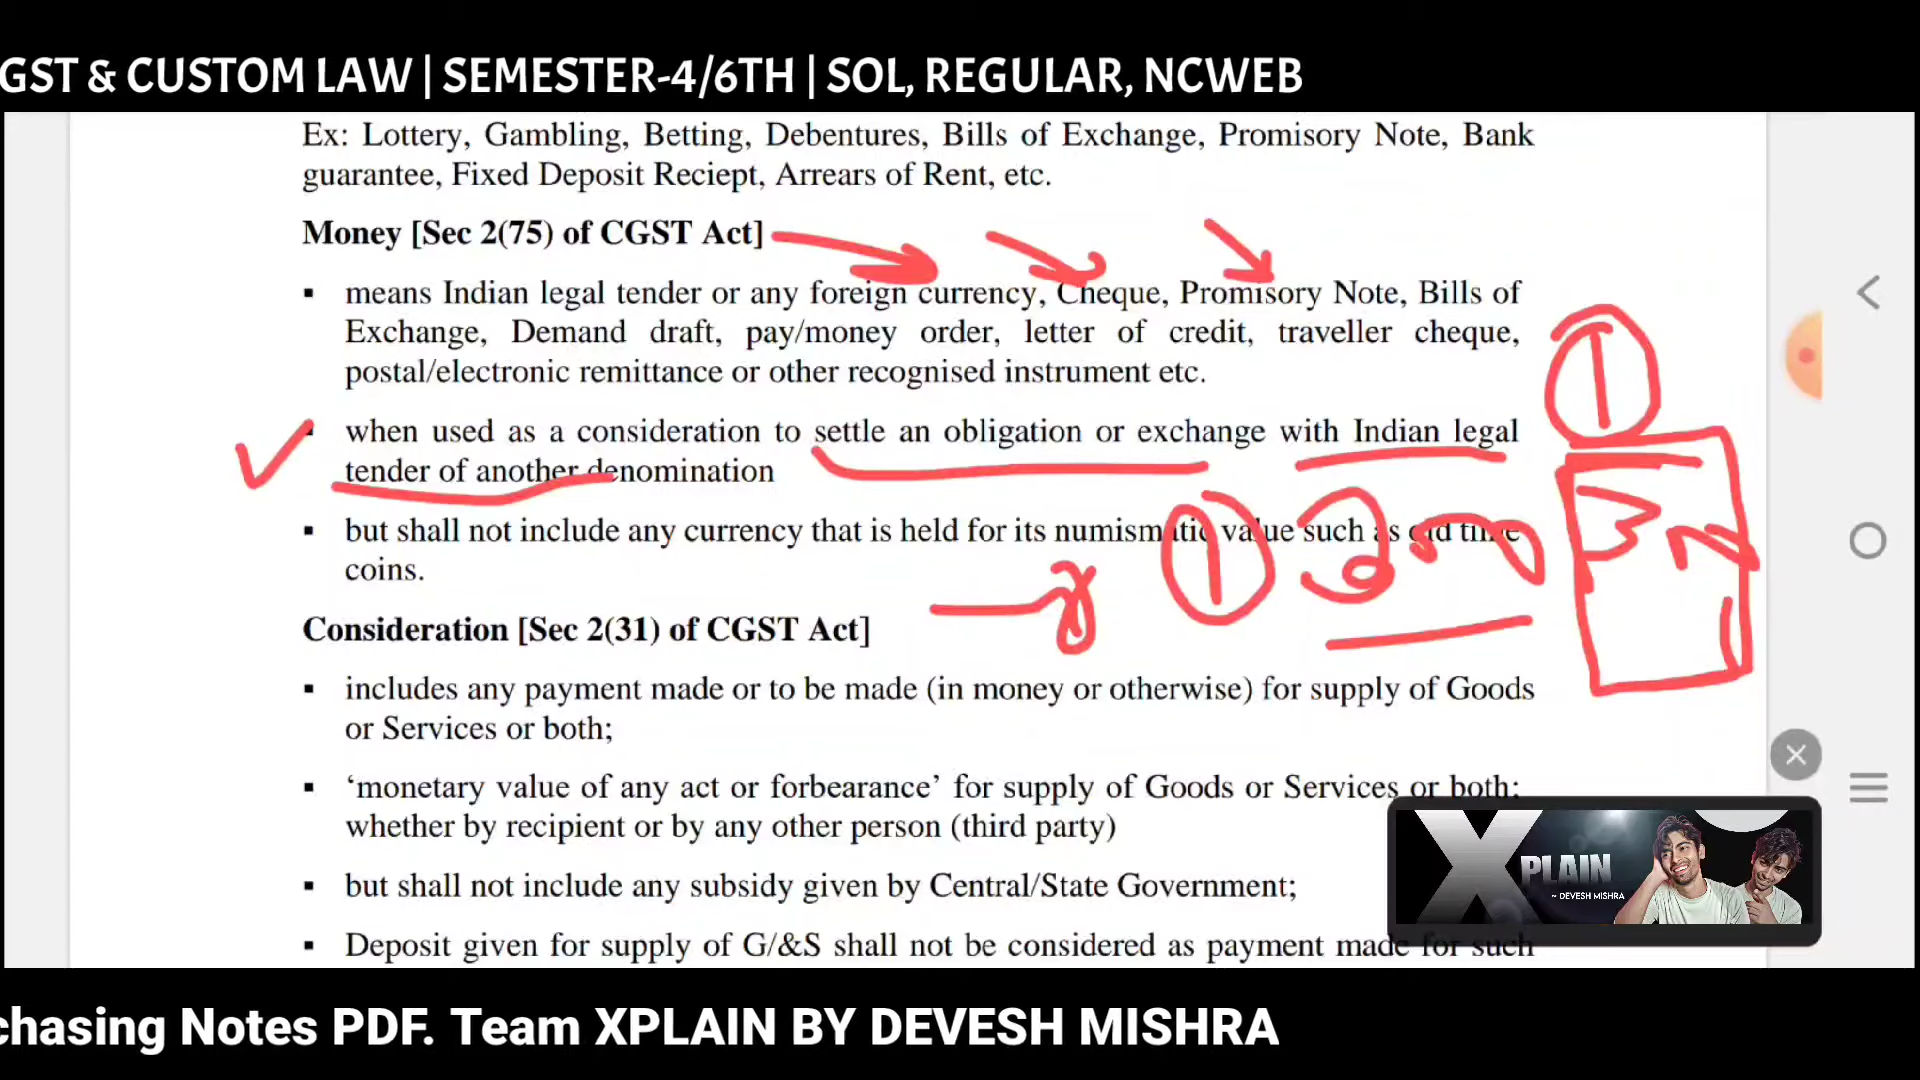 GST & CUSTOM LAW | SEMESTER-4/6TH | SOL, REGULAR, NCWEB
Ex: Lottery, Gambling, Betting, Debentures, Bills of Exchange, Promisory Note, Bank
guarantee, Fixed Deposit Reciept, Arrears of Rent, etc.
Money [Sec 2(75) of CGST Act]
▪ means Indian legal tender or any foreign currency, Cheque, Promisory Note, Bills of
Exchange, Demand draft, pay/money order, letter of credit, traveller cheque,
postal/electronic remittance or other recognised instrument etc.
▪ when used as a consideration to settle an obligation or exchange with Indian legal
tender of another denomination
▪ but shall not include any currency that is held for its numismatic value such as old time
coins.
Consideration [Sec 2(31) of CGST Act]
▪ includes any payment made or to be made (in money or otherwise) for supply of Goods
or Services or both;
▪ ‘monetary value of any act or forbearance’ for supply of Goods or Services or both;
whether by recipient or by any other person (third party)
▪ but shall not include any subsidy given by Central/State Government;
▪ Deposit given for supply of G/&S shall not be considered as payment made for such
XPLAIN
~ DEVESH MISHRA
chasing Notes PDF. Team XPLAIN BY DEVESH MISHRA